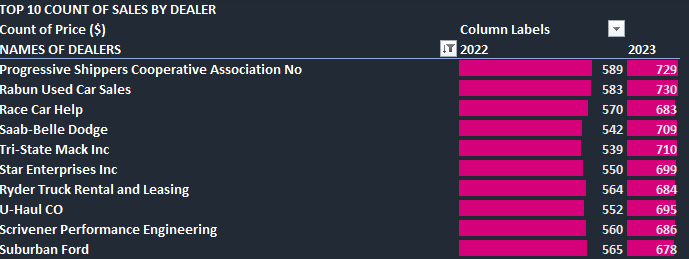 TOP 10 COUNT OF SALES BY DEALER
Count of Price ($) Column Labels
NAMES OF DEALERS 2022 2023
Progressive Shippers Cooperative Association No 589 729
Rabun Used Car Sales 583 730
Race Car Help 570 683
Saab-Belle Dodge 542 709
Tri-State Mack Inc 539 710
Star Enterprises Inc 550 699
Ryder Truck Rental and Leasing 564 684
U-Haul CO 552 695
Scrivener Performance Engineering 560 686
Suburban Ford 565 678